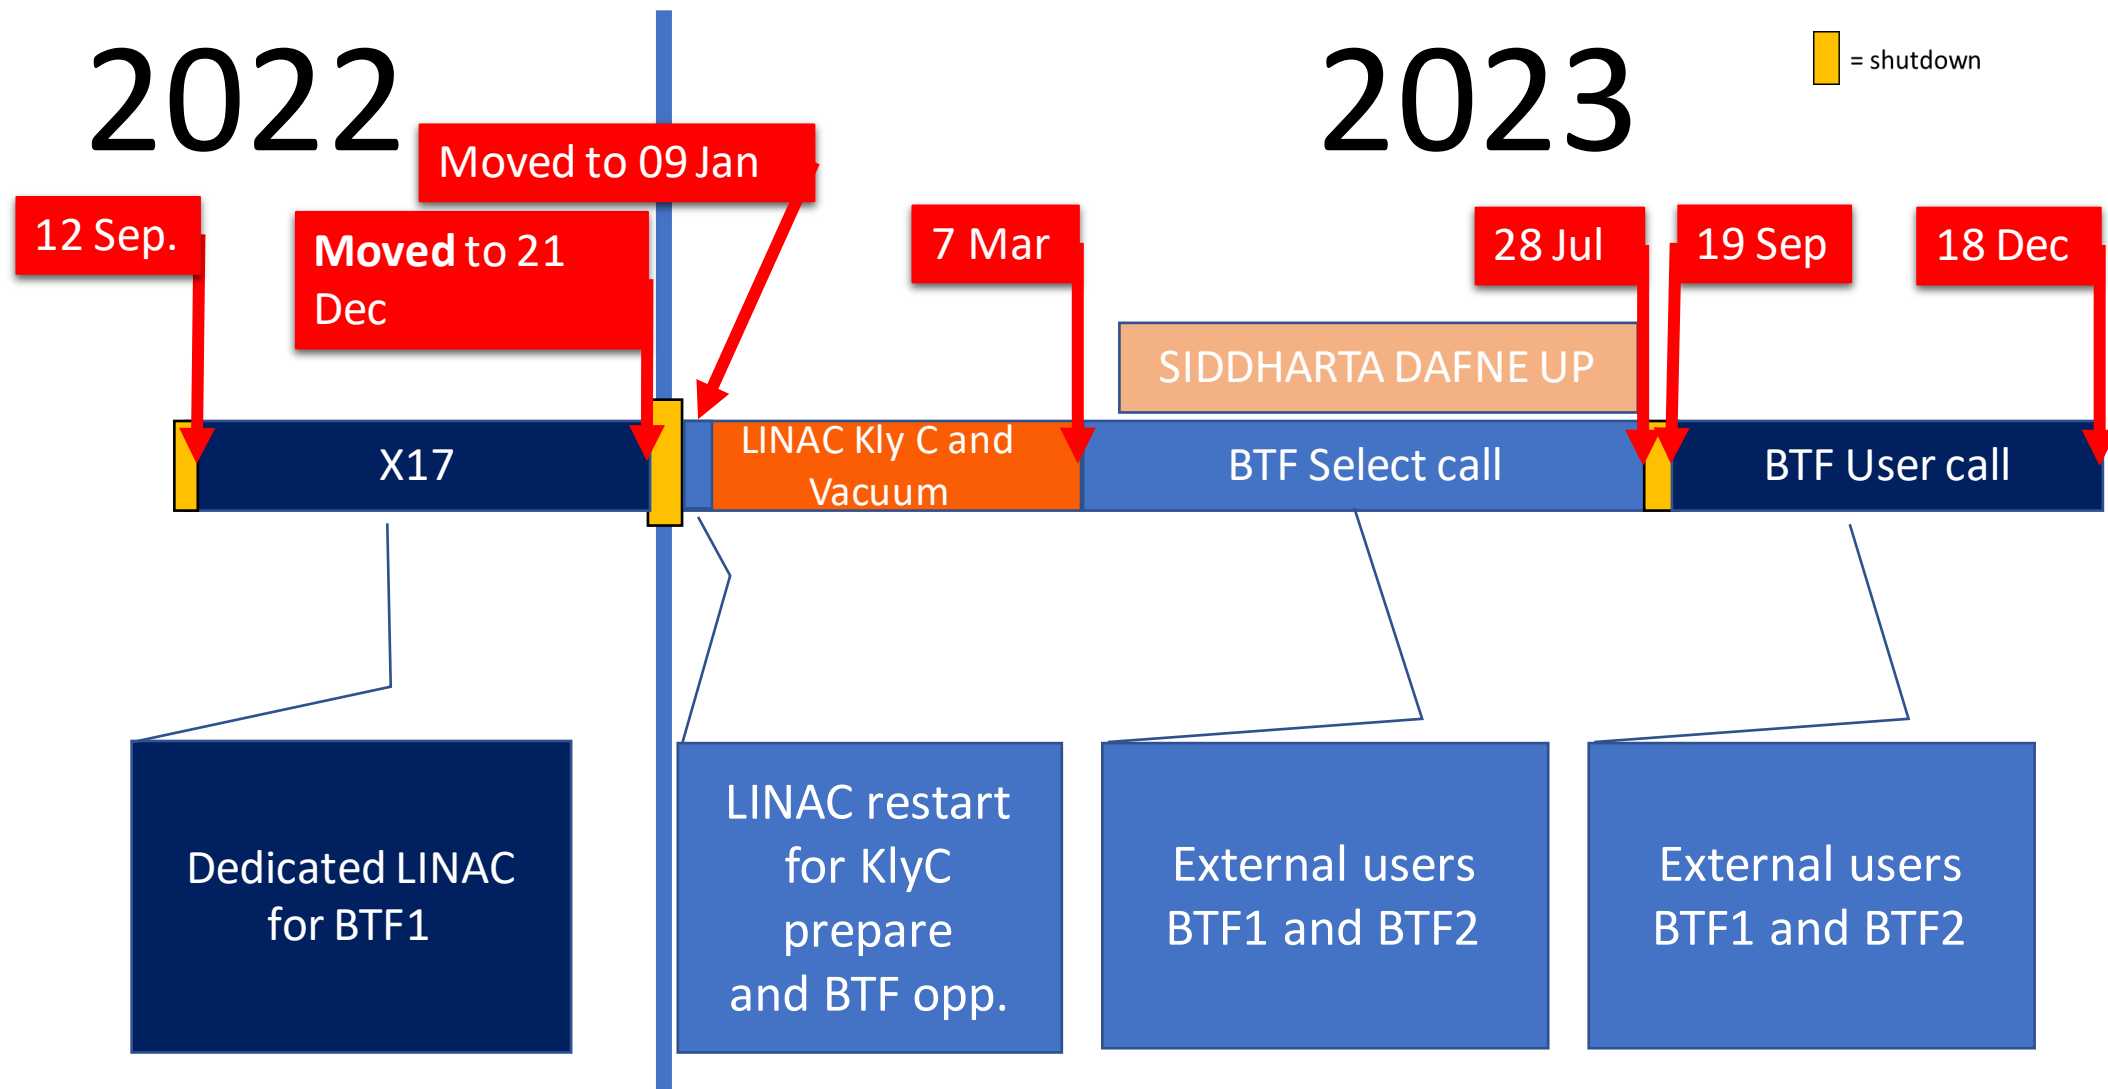 2022
2023
= shutdown
Moved to 09 Jan
12 Sep.
Moved to 21
Dec
7 Mar
28 Jul
19 Sep
18 Dec
SIDDHARTA DAFNE UP
X17
LINAC Kly C and
Vacuum
BTF Select call
BTF User call
Dedicated LINAC
for BTF1
LINAC restart
for KlyC
prepare
and BTF opp.
External users
BTF1 and BTF2
External users
BTF1 and BTF2